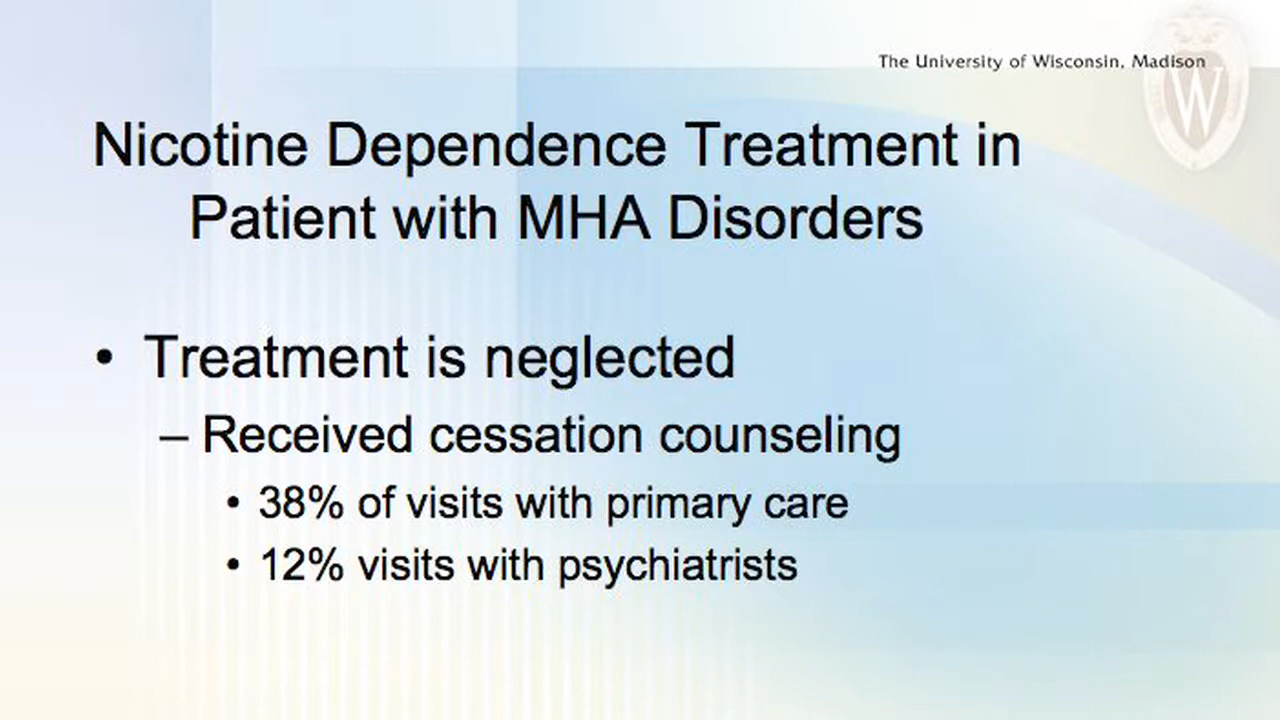 The University of Wisconsin, Madison
W
Nicotine Dependence Treatment in
Patient with MHA Disorders
• Treatment is neglected
– Received cessation counseling
• 38% of visits with primary care
• 12% visits with psychiatrists